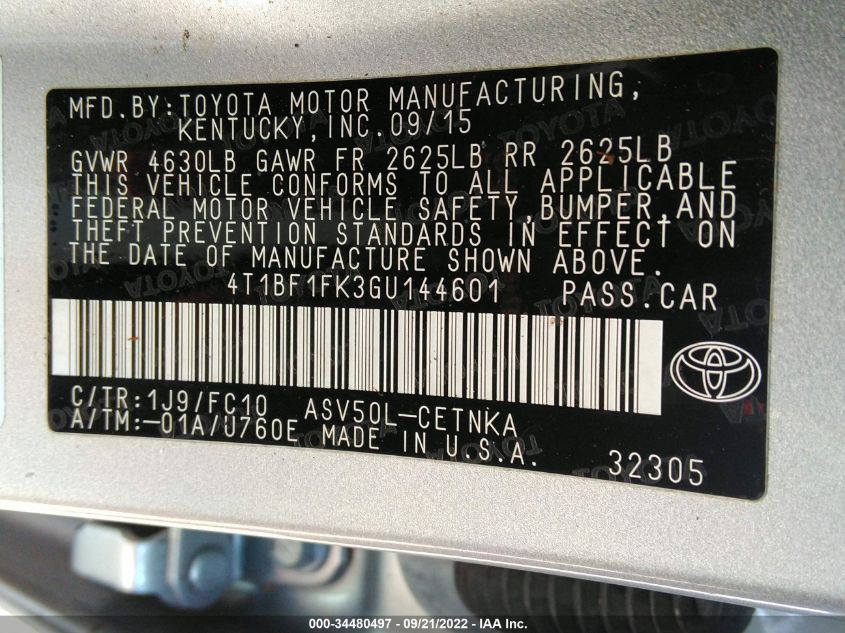 MFD.BY:TOYOTA MOTOR MANUFACTURING,
KENTUCKY,INC.09/15
GVWR 4630LB GAWR FR 2625LB RR 2625LB
THIS VEHICLE CONFORMS TO ALL APPLICABLE
FEDERAL MOTOR VEHICLE SAFETY,BUMPER,AND
THEFT PREVENTION STANDARDS IN EFFECT ON
THE DATE OF MANUFACTURE SHOWN ABOVE.
4T1BF1FK3GU144601 PASS.CAR
C/TR:1J9/FC10 ASV50L-CETNKA
A/TM:-01A/U760E MADE IN U.S.A.
32305
000-34480497 - 09/21/2022 - IAA Inc.